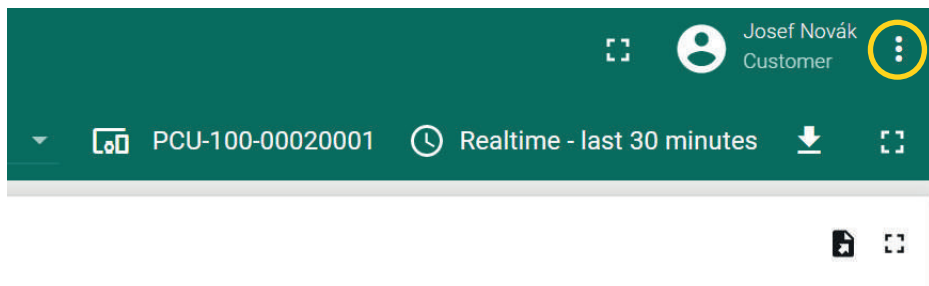 Josef Novák
Customer
PCU-100-00020001 Realtime - last 30 minutes